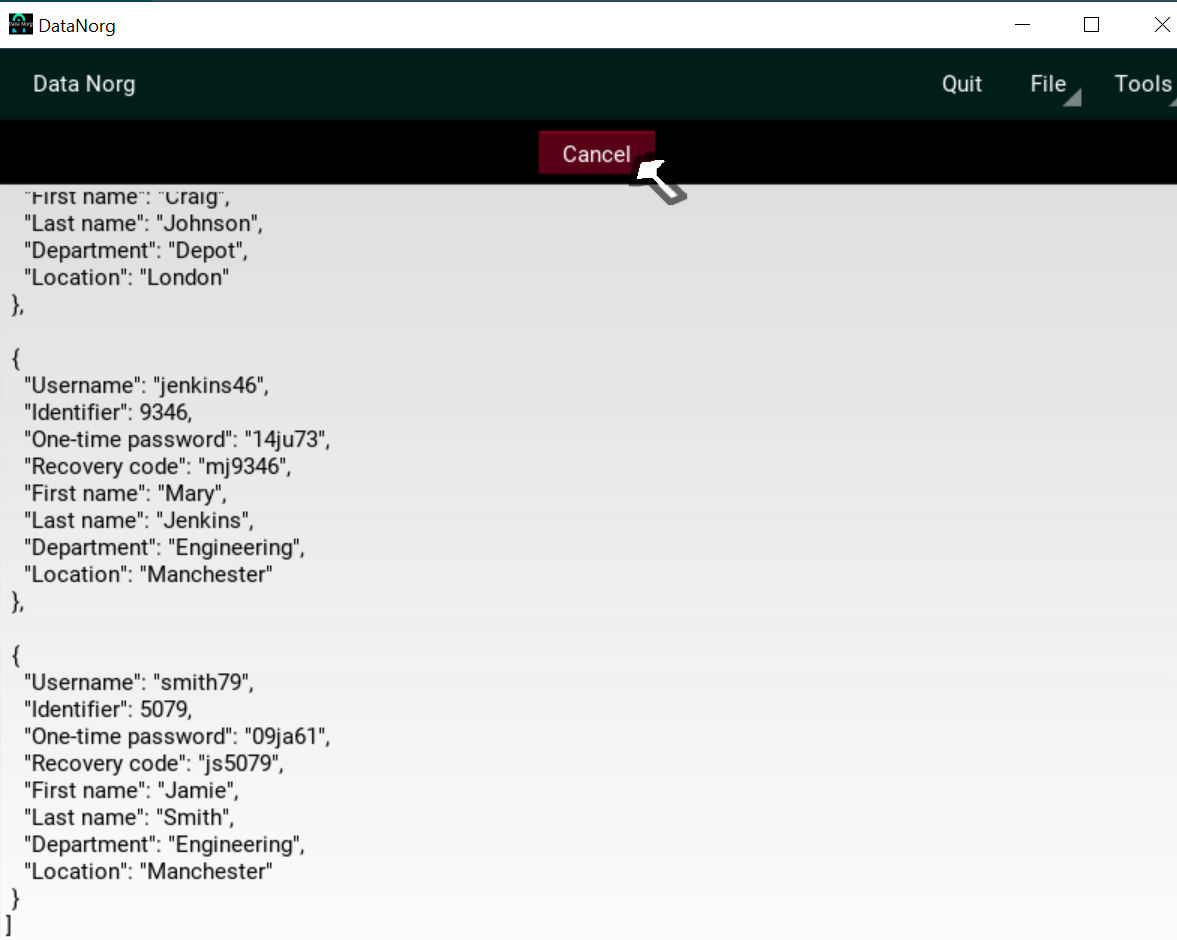 DataNorg
Data Norg
Quit
File
Tools
Cancel
"First name": "Craig",
"Last name": "Johnson",
"Department": "Depot",
"Location": "London"
},
{
"Username": "jenkins46",
"Identifier": 9346,
"One-time password": "14ju73",
"Recovery code": "mj9346",
"First name": "Mary",
"Last name": "Jenkins",
"Department": "Engineering",
"Location": "Manchester"
},
{
"Username": "smith79",
"Identifier": 5079,
"One-time password": "09ja61",
"Recovery code": "js5079",
"First name": "Jamie",
"Last name": "Smith",
"Department": "Engineering",
"Location": "Manchester"
}
]